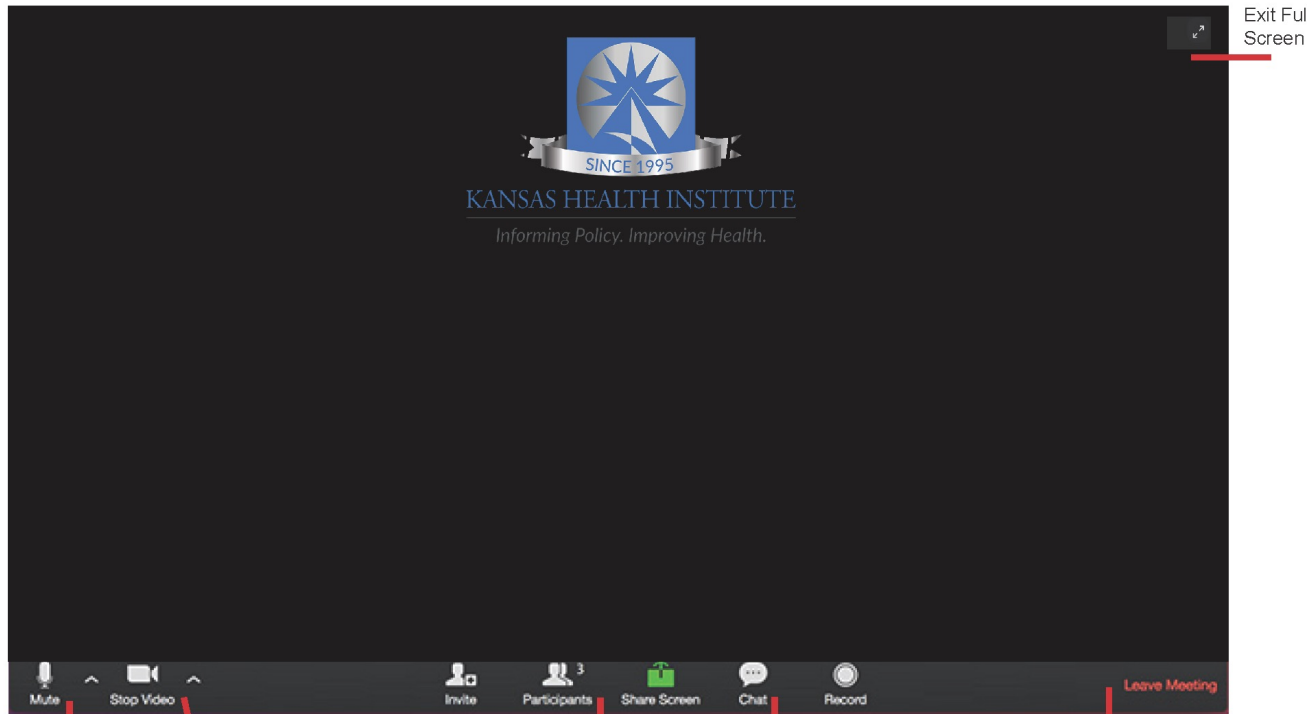 Exit Ful
Screen
SINCE 1995
KANSAS HEALTH INSTITUTE
Informing Policy. Improving Health.
3
Mute Stop Video Invite Participants Share Screen Chat Record Leave Meeting